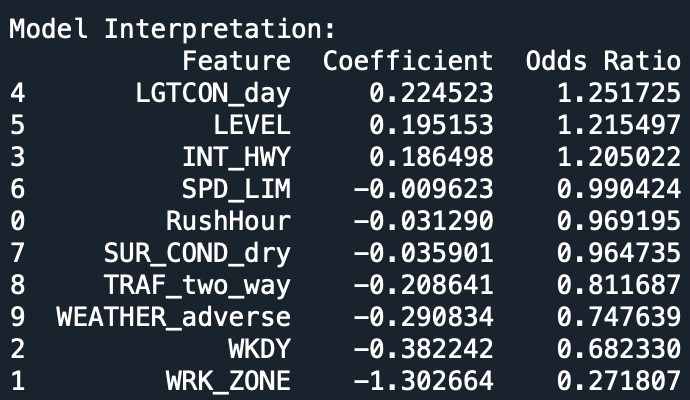 Model Interpretation:
Feature Coefficient Odds Ratio
4 LGTCON_day 0.224523 1.251725
5 LEVEL 0.195153 1.215497
3 INT_HWY 0.186498 1.205022
6 SPD_LIM -0.009623 0.990424
0 RushHour -0.031290 0.969195
7 SUR_COND_dry -0.035901 0.964735
8 TRAF_two_way -0.208641 0.811687
9 WEATHER_adverse -0.290834 0.747639
2 WKDY -0.382242 0.682330
1 WRK_ZONE -1.302664 0.271807